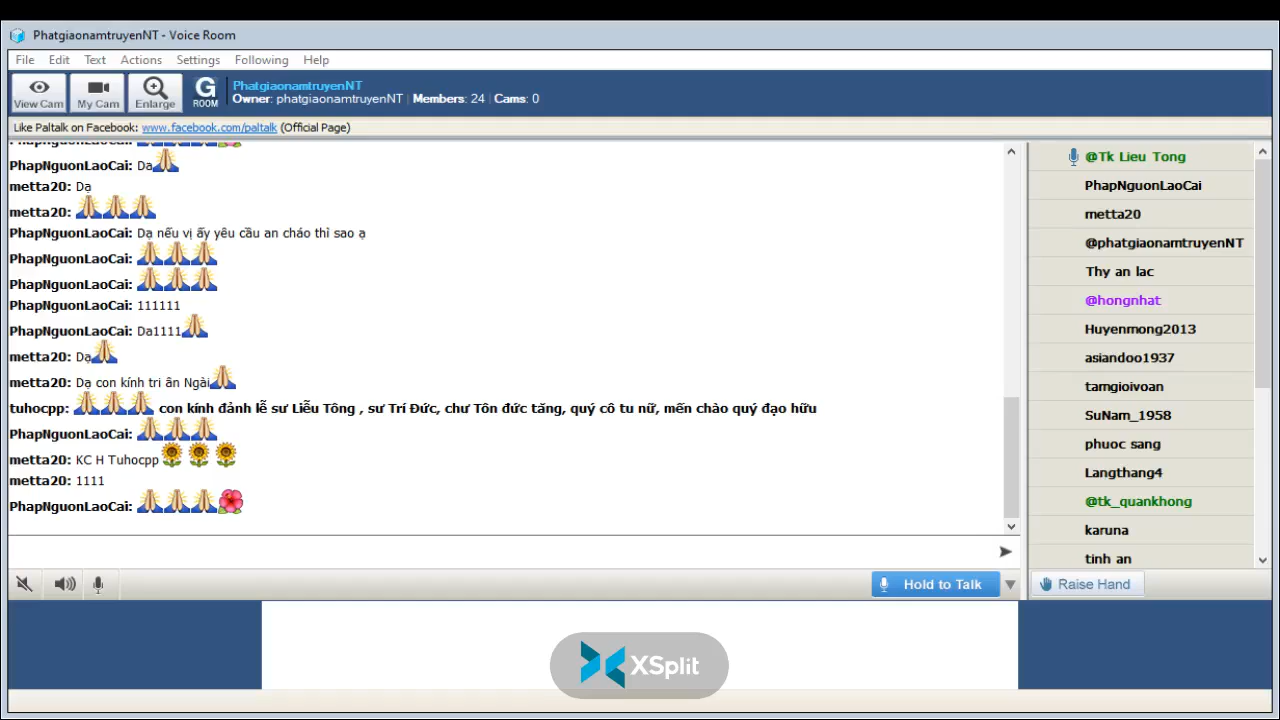 PhatgiaonamtruyenNT - Voice Room
File Edit Text Actions Settings Following Help
View Cam My Cam Enlarge G ROOM
PhatgiaonamtruyenNT
Owner: phatgiaonamtruyenNT | Members: 24 | Cams: 0
Like Paltalk on Facebook: www.facebook.com/paltalk (Official Page)
PhapNguonLaoCai:
PhapNguonLaoCai: Da
metta20: Dạ
metta20:
PhapNguonLaoCai: Dạ nếu vị ấy yêu cầu an cháo thì sao ạ
PhapNguonLaoCai:
PhapNguonLaoCai:
PhapNguonLaoCai: 111111
PhapNguonLaoCai: Da1111
metta20: Dạ
metta20: Dạ con kính tri ân Ngài
tuhocpp: con kính đảnh lễ sư Liễu Tông , sư Trí Đức, chư Tôn đức tăng, quý cô tu nữ, mến chào quý đạo hữu
PhapNguonLaoCai:
metta20: KC H Tuhocpp
metta20: 1111
PhapNguonLaoCai:
@Tk Lieu Tong
PhapNguonLaoCai
metta20
@phatgiaonamtruyenNT
Thy an lac
@hongnhat
Huyenmong2013
asiandoo1937
tamgioivoan
SuNam_1958
phuoc sang
Langthang4
@tk_quankhong
karuna
tinh an
Hold to Talk
Raise Hand
XSplit